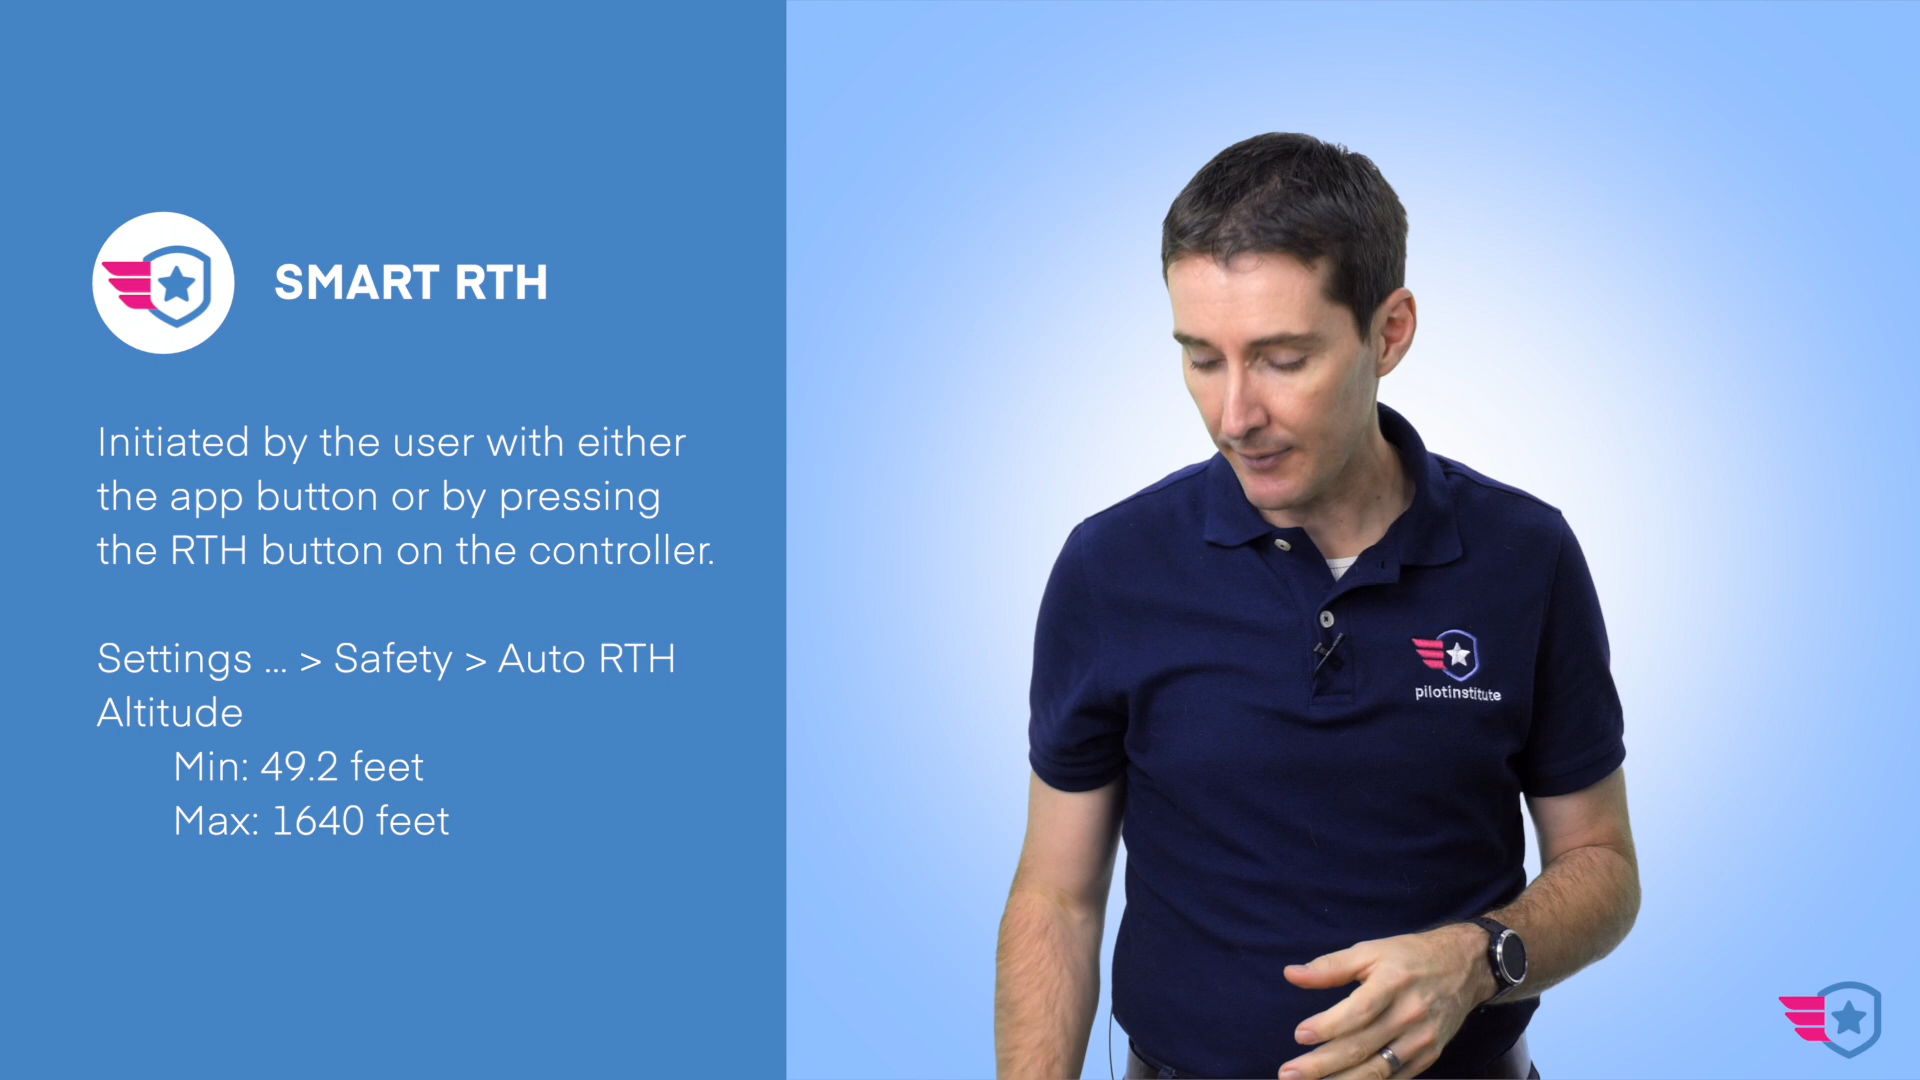 SMART RTH
Initiated by the user with either
the app button or by pressing
the RTH button on the controller.
Settings ... > Safety > Auto RTH
Altitude
Min: 49.2 feet
Max: 1640 feet
pilotinstitute